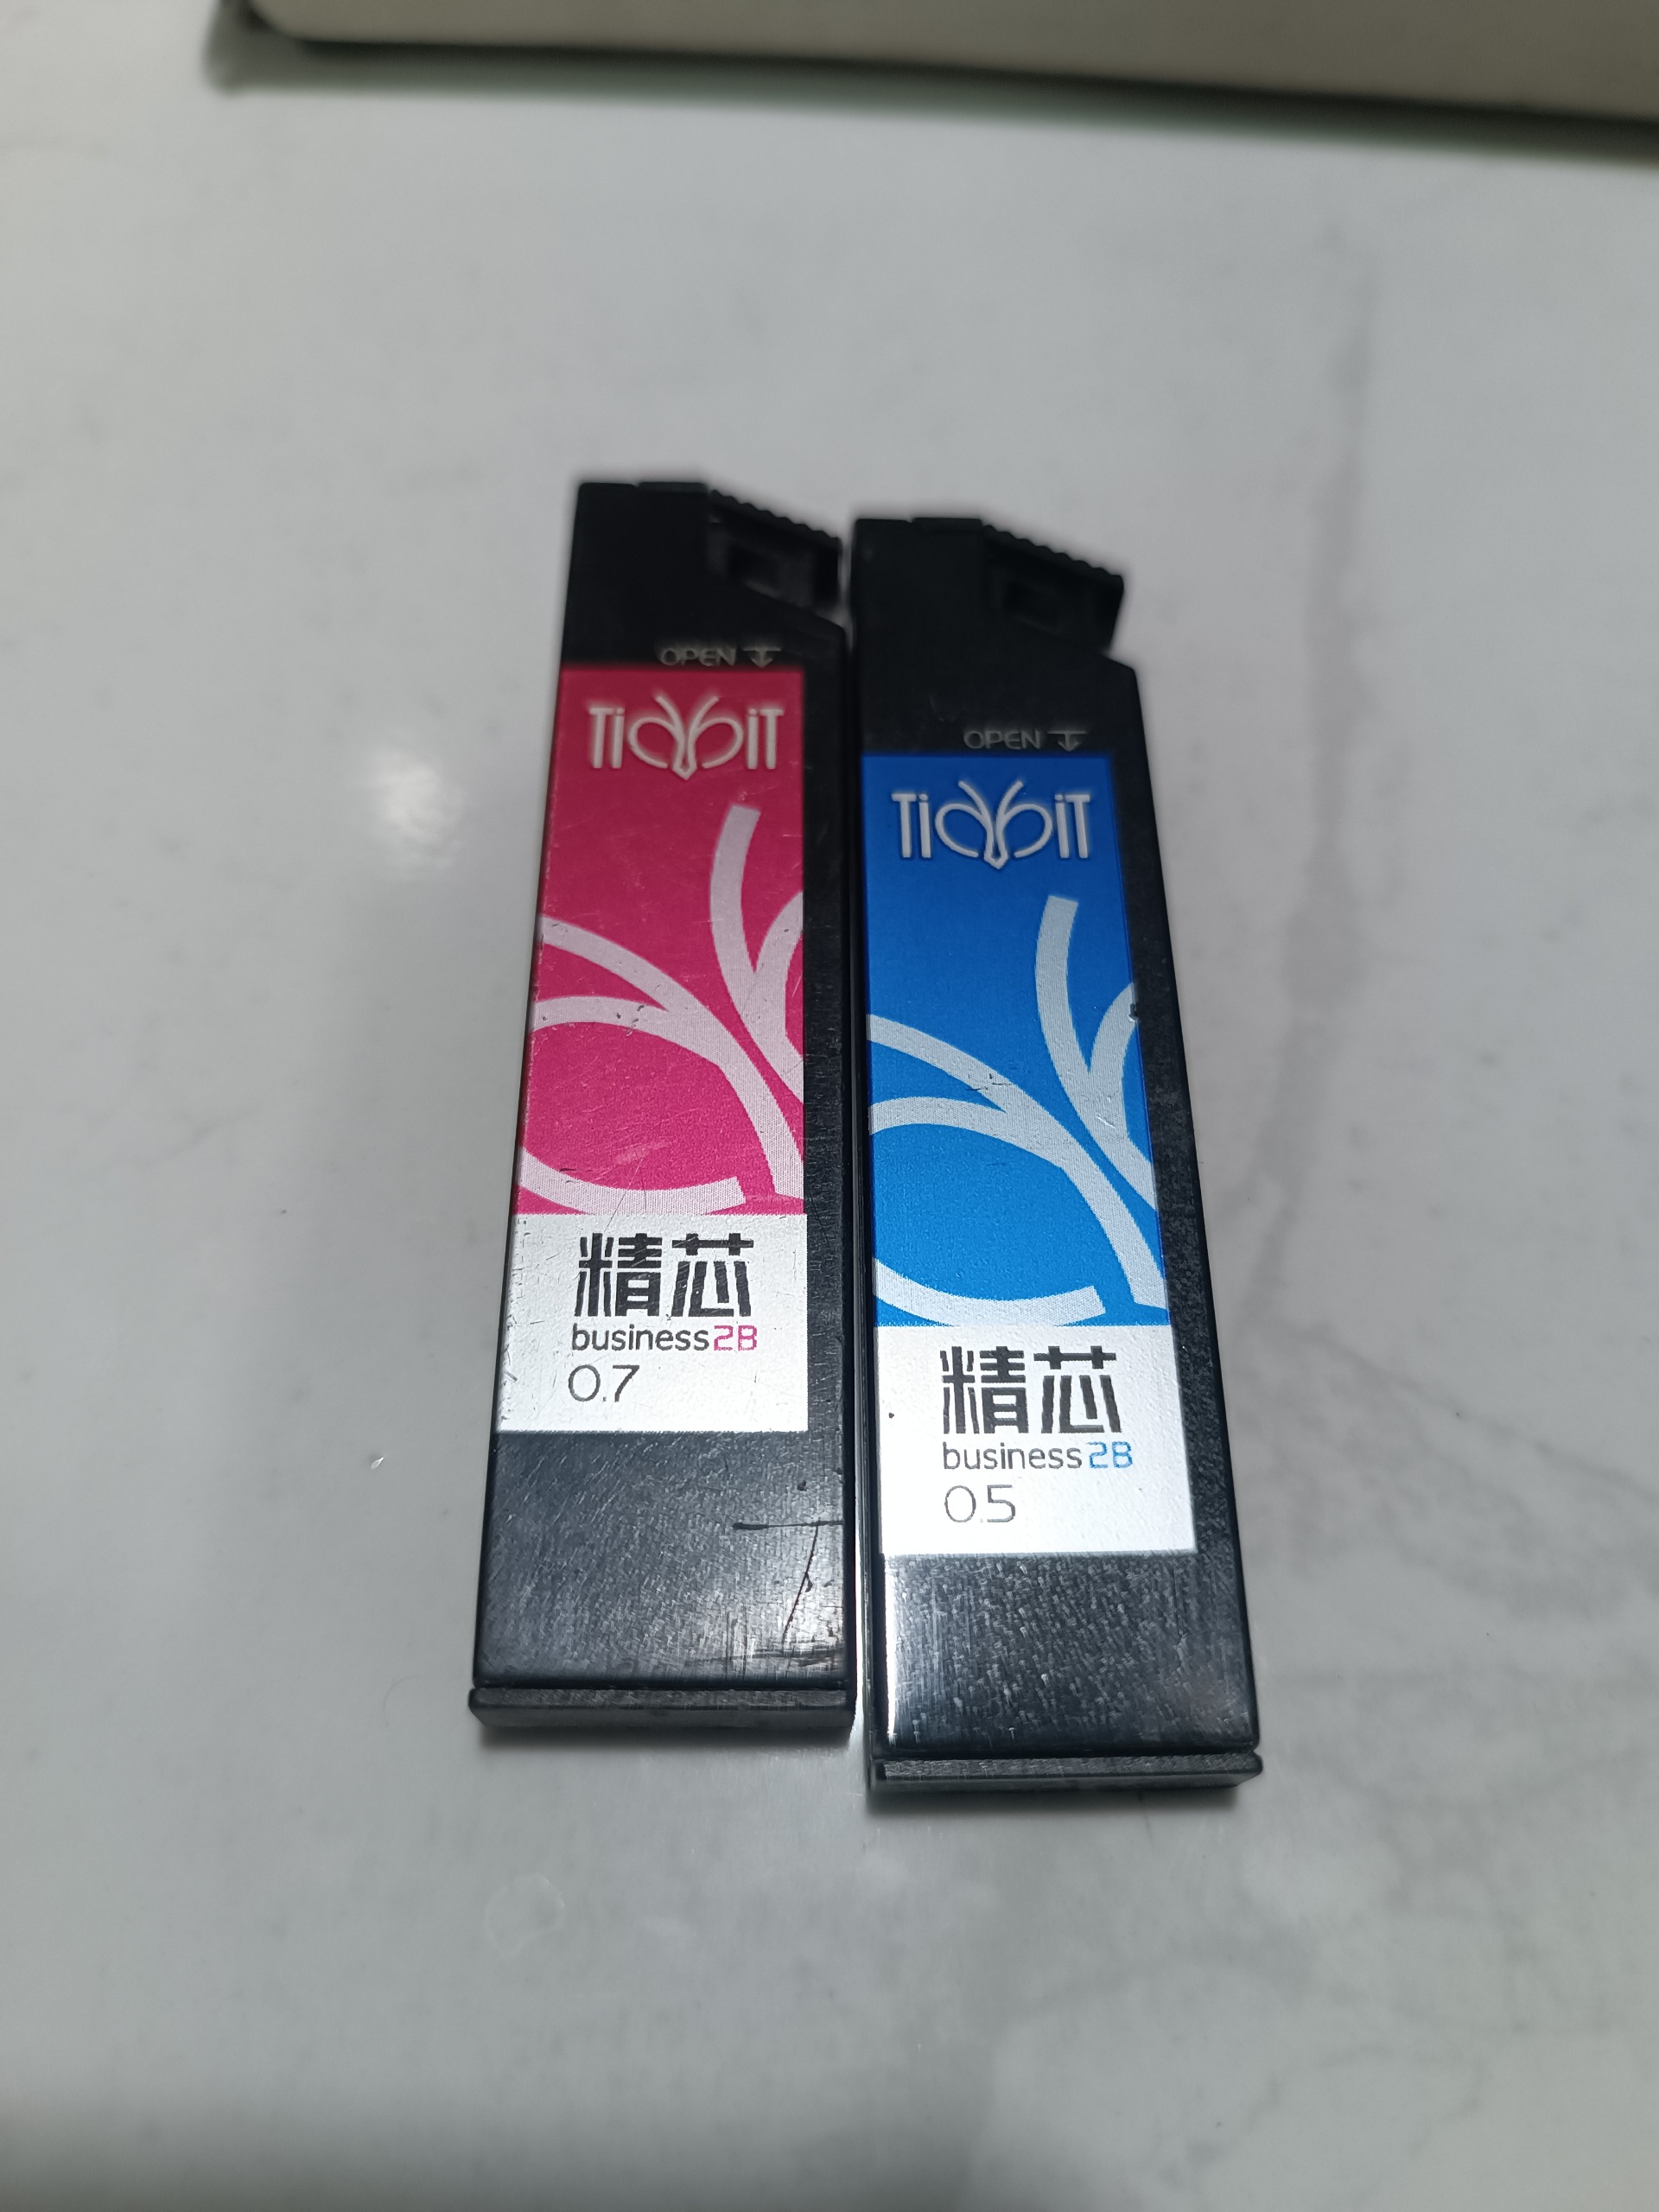 OPEN
TidbiT
精芯
business2B
0.7
OPEN
TidbiT
精芯
business2B
0.5